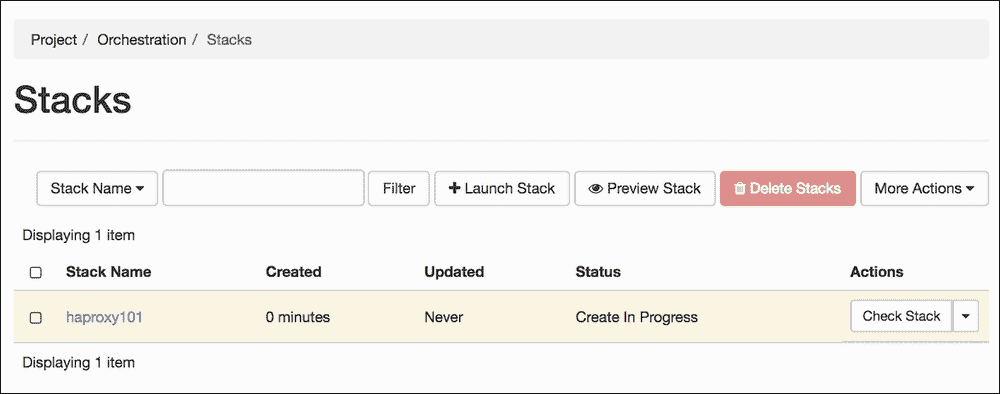 Project / Orchestration / Stacks
Stacks
Stack Name Filter Launch Stack Preview Stack Delete Stacks More Actions
Displaying 1 item
Stack Name Created Updated Status Actions
haproxy101 0 minutes Never Create In Progress Check Stack
Displaying 1 item